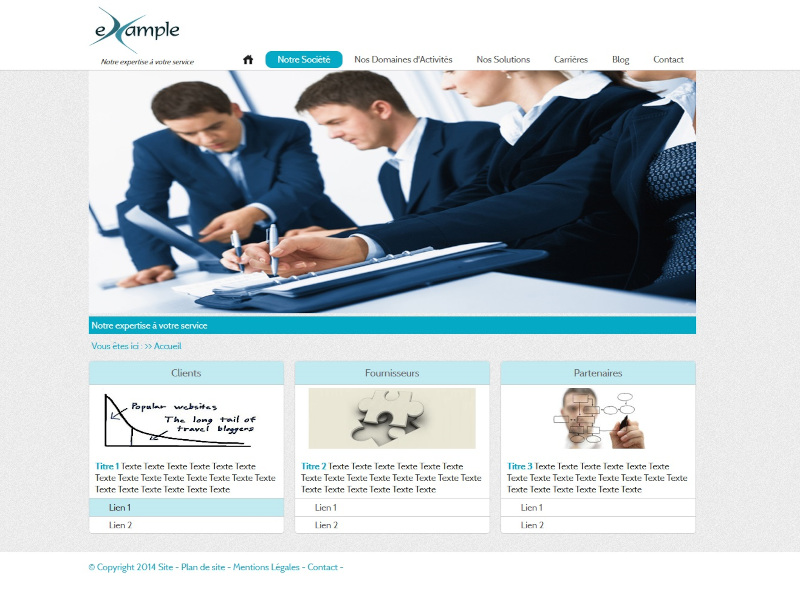 eXample
Notre expertise à votre service
Notre Société Nos Domaines d'Activités Nos Solutions Carrières Blog Contact
Notre expertise à votre service
Vous êtes ici : >> Accueil
Clients
Popular websites
The long tail of
travel bloggers
Titre 1 Texte Texte Texte Texte Texte Texte
Texte Texte Texte Texte Texte Texte Texte Texte
Texte Texte Texte Texte Texte Texte
Lien 1
Lien 2
Fournisseurs
Titre 2 Texte Texte Texte Texte Texte Texte
Texte Texte Texte Texte Texte Texte Texte Texte
Texte Texte Texte Texte Texte Texte
Lien 1
Lien 2
Partenaires
Titre 3 Texte Texte Texte Texte Texte Texte
Texte Texte Texte Texte Texte Texte Texte Texte
Texte Texte Texte Texte Texte Texte
Lien 1
Lien 2
© Copyright 2014 Site - Plan de site - Mentions Légales - Contact -